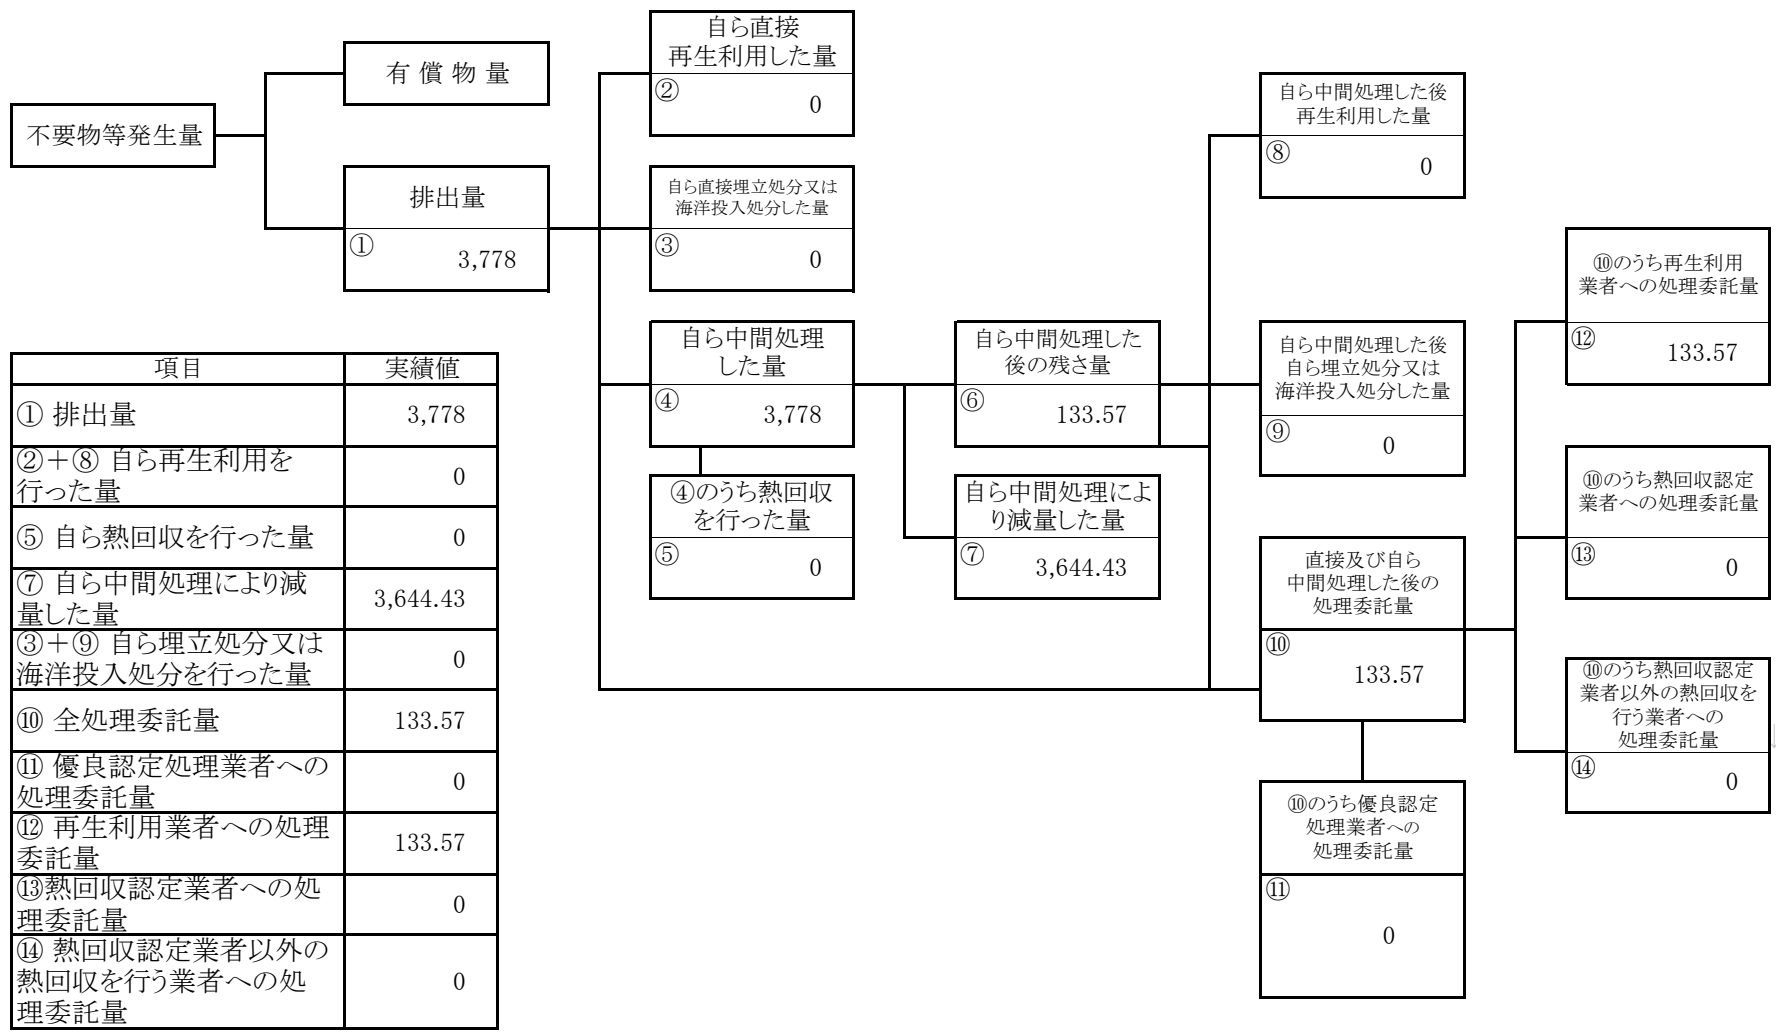 不要物等発生量
有償物量
排出量
①
3,778
自ら直接
再生利用した量
②
0
自ら直接埋立処分又は
海洋投入処分した量
③
0
自ら中間処理
した量
④
3,778
④のうち熱回収
を行った量
⑤
0
自ら中間処理した
後の残さ量
⑥
133.57
自ら中間処理によ
り減量した量
⑦
3,644.43
自ら中間処理した後
再生利用した量
⑧
0
自ら中間処理した後
自ら埋立処分又は
海洋投入処分した量
⑨
0
直接及び自ら
中間処理した後の
処理委託量
⑩
133.57
⑩のうち優良認定
処理業者への
処理委託量
⑪
0
⑩のうち再生利用
業者への処理委託量
⑫
133.57
⑩のうち熱回収認定
業者への処理委託量
⑬
0
⑩のうち熱回収認定
業者以外の熱回収を
行う業者への
処理委託量
⑭
0
項目 実績値
① 排出量 3,778
②＋⑧ 自ら再生利用を
行った量 0
⑤ 自ら熱回収を行った量 0
⑦ 自ら中間処理により減
量した量 3,644.43
③＋⑨ 自ら埋立処分又は
海洋投入処分を行った量 0
⑩ 全処理委託量 133.57
⑪ 優良認定処理業者への
処理委託量 0
⑫ 再生利用業者への処理
委託量 133.57
⑬熱回収認定業者への処
理委託量 0
⑭ 熱回収認定業者以外の
熱回収を行う業者への処
理委託量 0